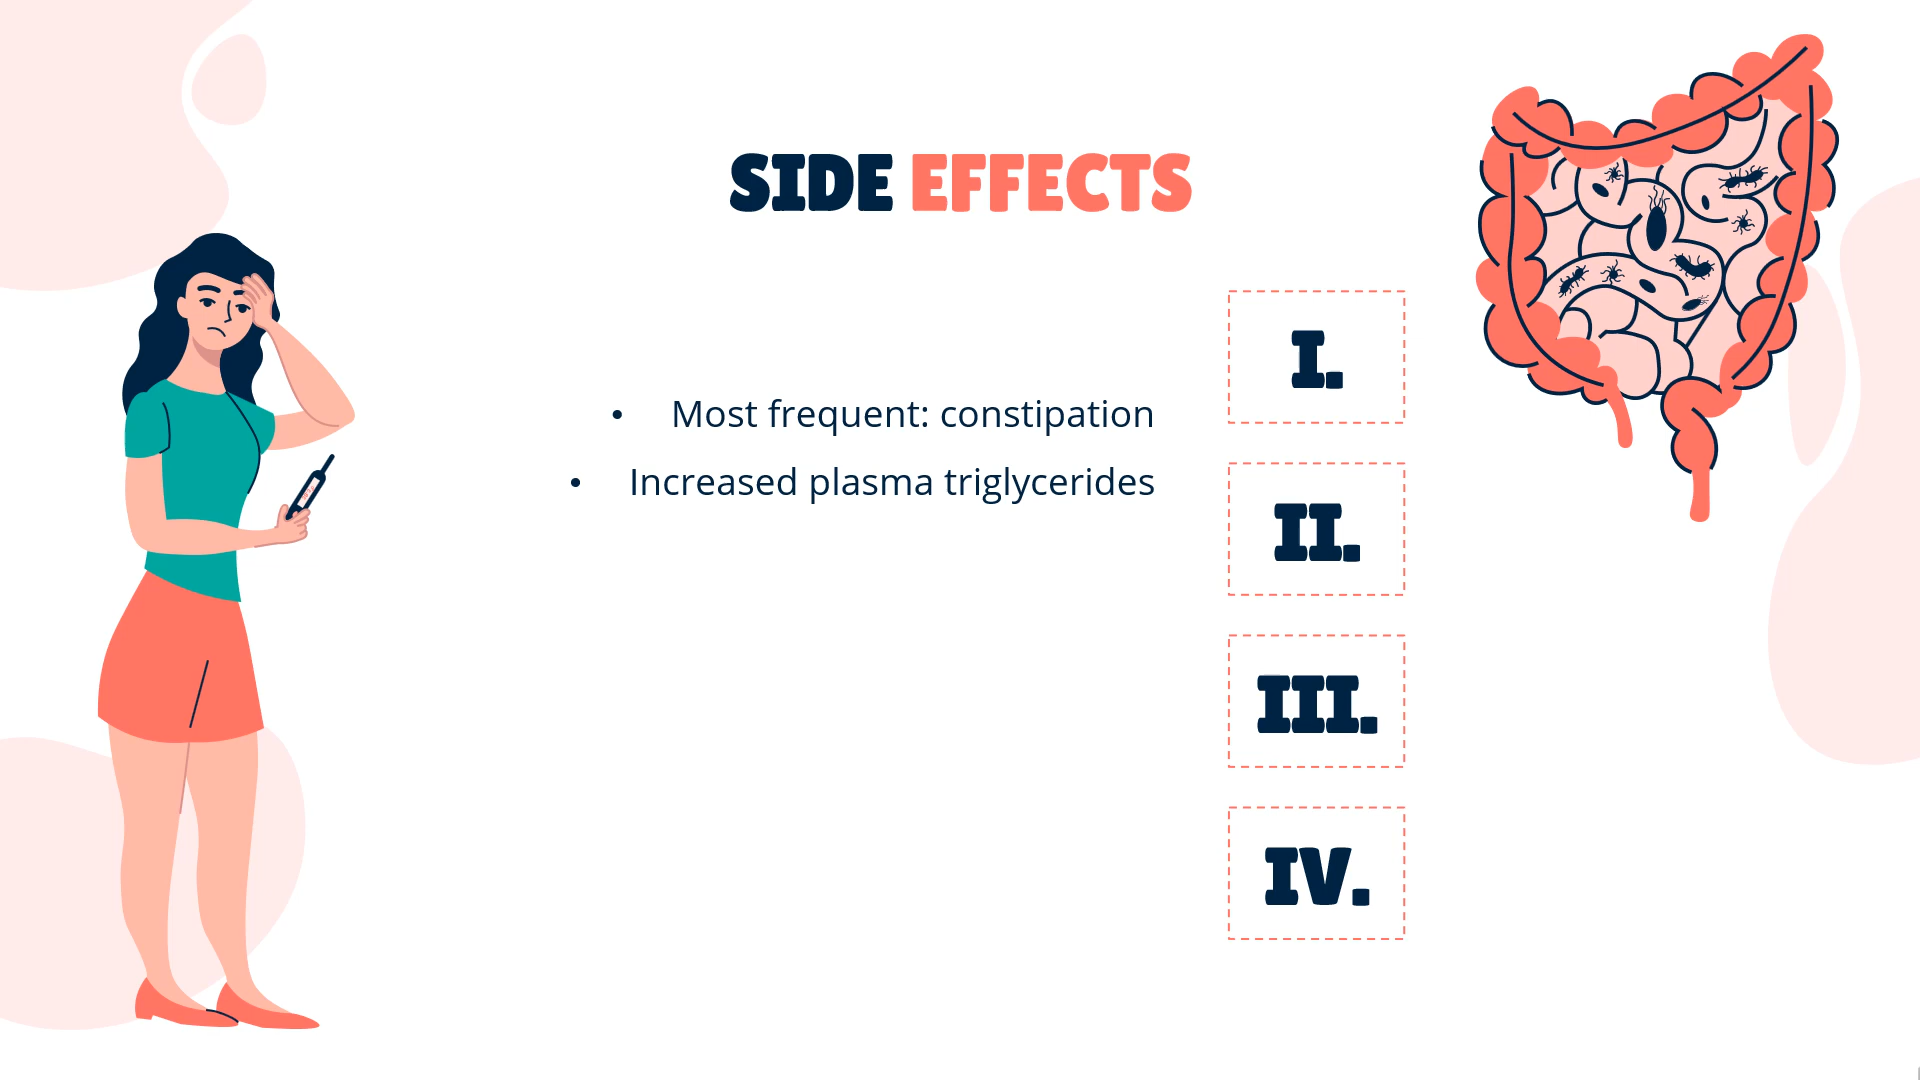 SIDE EFFECTS
• Most frequent: constipation
• Increased plasma triglycerides
I.
II.
III.
IV.